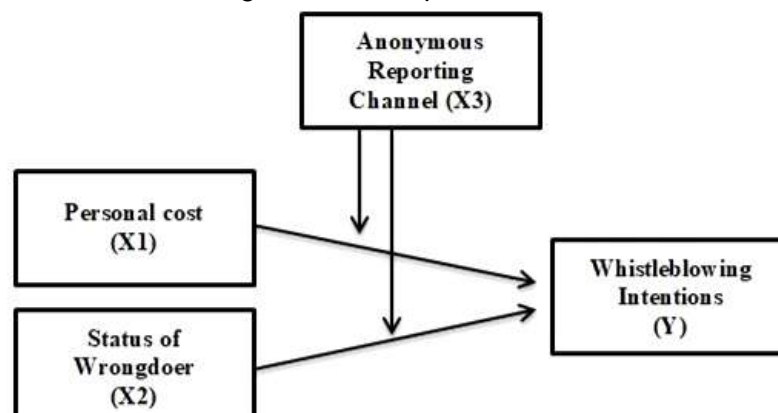 Anonymous
Reporting
Channel (X3)
Personal cost
(X1)
Whistleblowing
Intentions
(Y)
Status of
Wrongdoer
(X2)